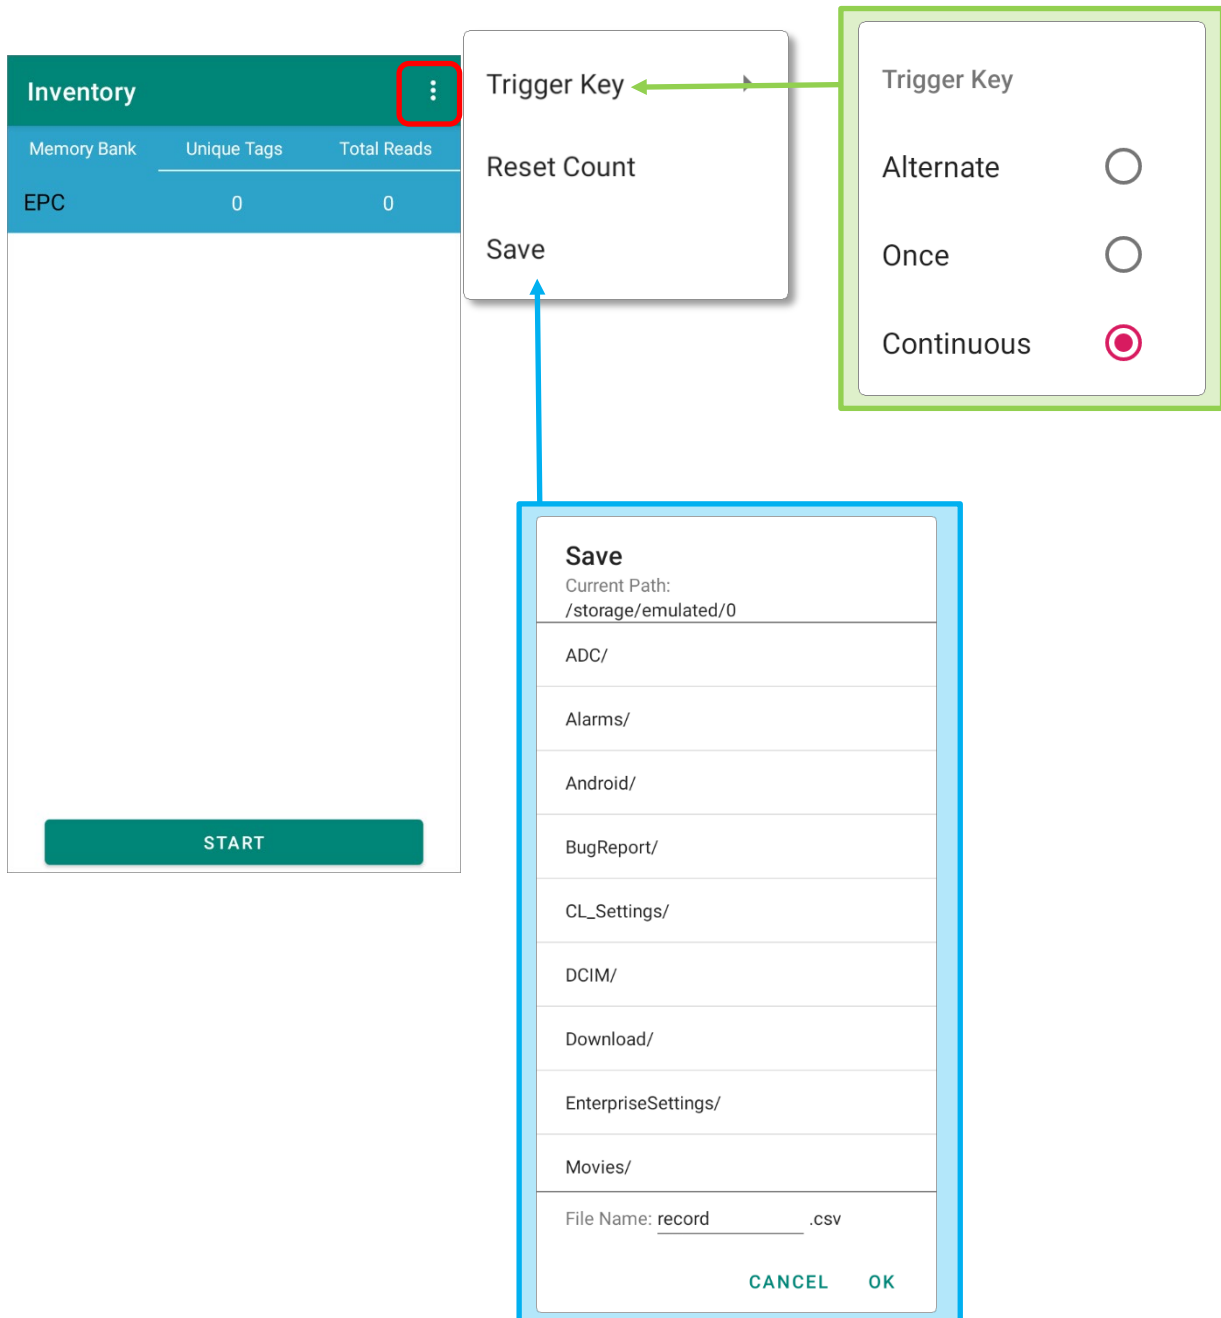 Inventory
Memory Bank Unique Tags Total Reads
EPC 0 0
START
Trigger Key
Reset Count
Save
Trigger Key
Alternate
Once
Continuous
Save
Current Path:
/storage/emulated/0
ADC/
Alarms/
Android/
BugReport/
CL_Settings/
DCIM/
Download/
EnterpriseSettings/
Movies/
File Name: record .csv
CANCEL OK